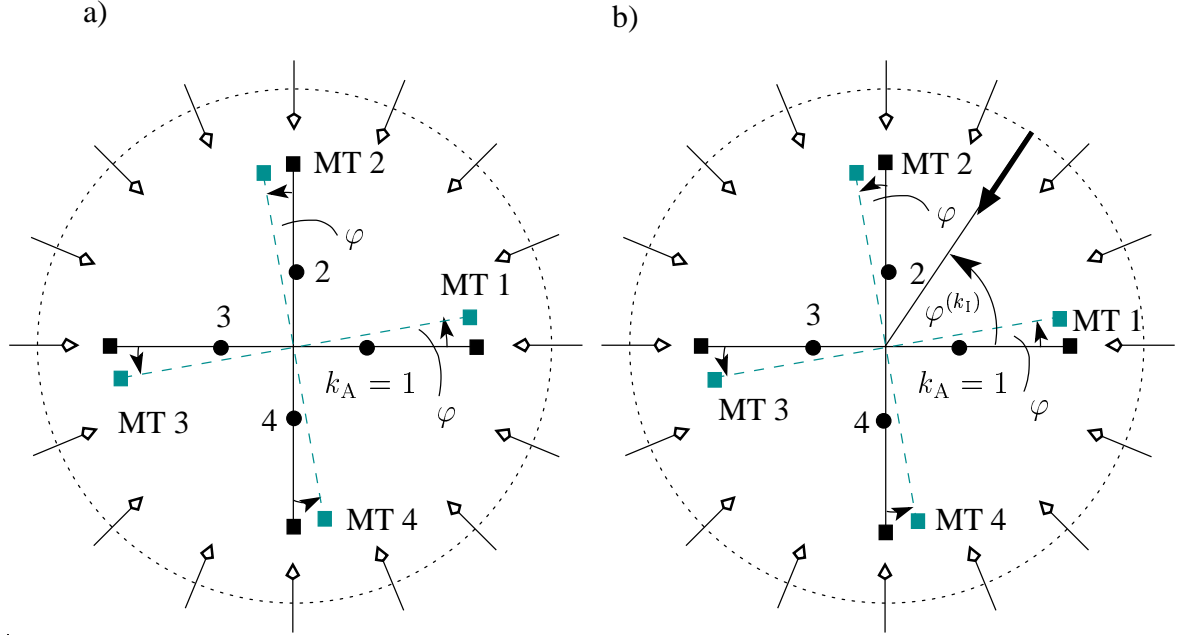 a)
MT 2
φ
2
MT 1
3
k_A = 1
φ
4
MT 3
MT 4
b)
MT 2
φ
2
3
φ^(k_I)
MT 1
k_A = 1
φ
4
MT 3
MT 4